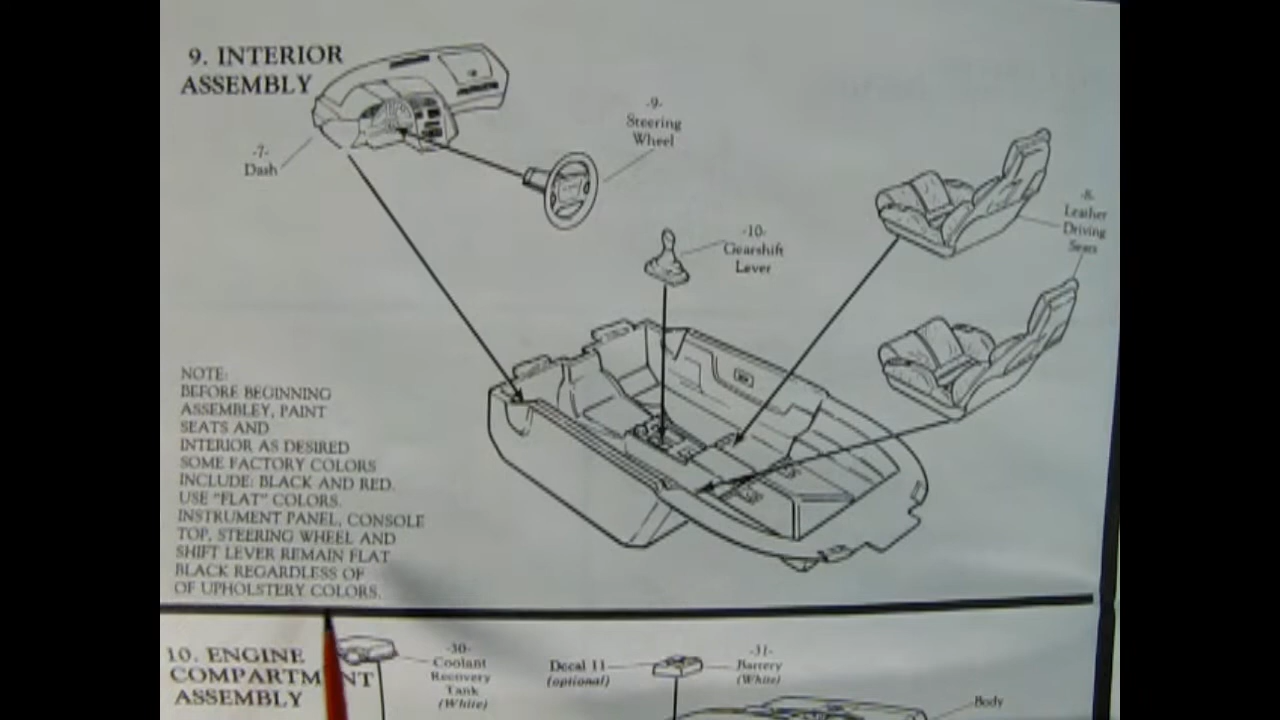 9. INTERIOR
ASSEMBLY
-7-
Dash
-9-
Steering
Wheel
-10-
Gearshift
Lever
-8-
Leather
Driving
Seats
NOTE:
BEFORE BEGINNING
ASSEMBLEY, PAINT
SEATS AND
INTERIOR AS DESIRED
SOME FACTORY COLORS
INCLUDE: BLACK AND RED.
USE "FLAT" COLORS.
INSTRUMENT PANEL, CONSOLE
TOP, STEERING WHEEL AND
SHIFT LEVER REMAIN FLAT
BLACK REGARDLESS OF
OF UPHOLSTERY COLORS.
10. ENGINE
COMPARTMENT
ASSEMBLY
-30-
Coolant
Recovery
Tank
(White)
Decal 11
(optional)
-31-
Battery
(White)
Body